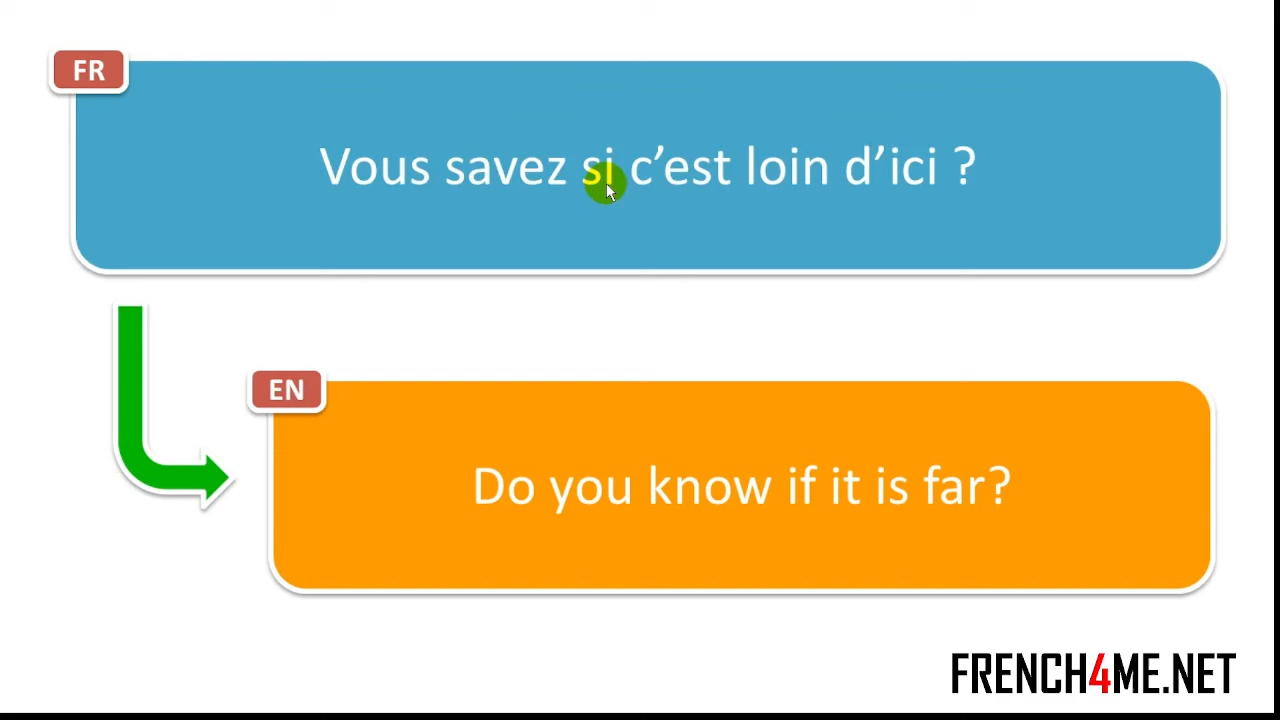 FR
Vous savez si c’est loin d’ici ?
EN
Do you know if it is far?
FRENCH4ME.NET